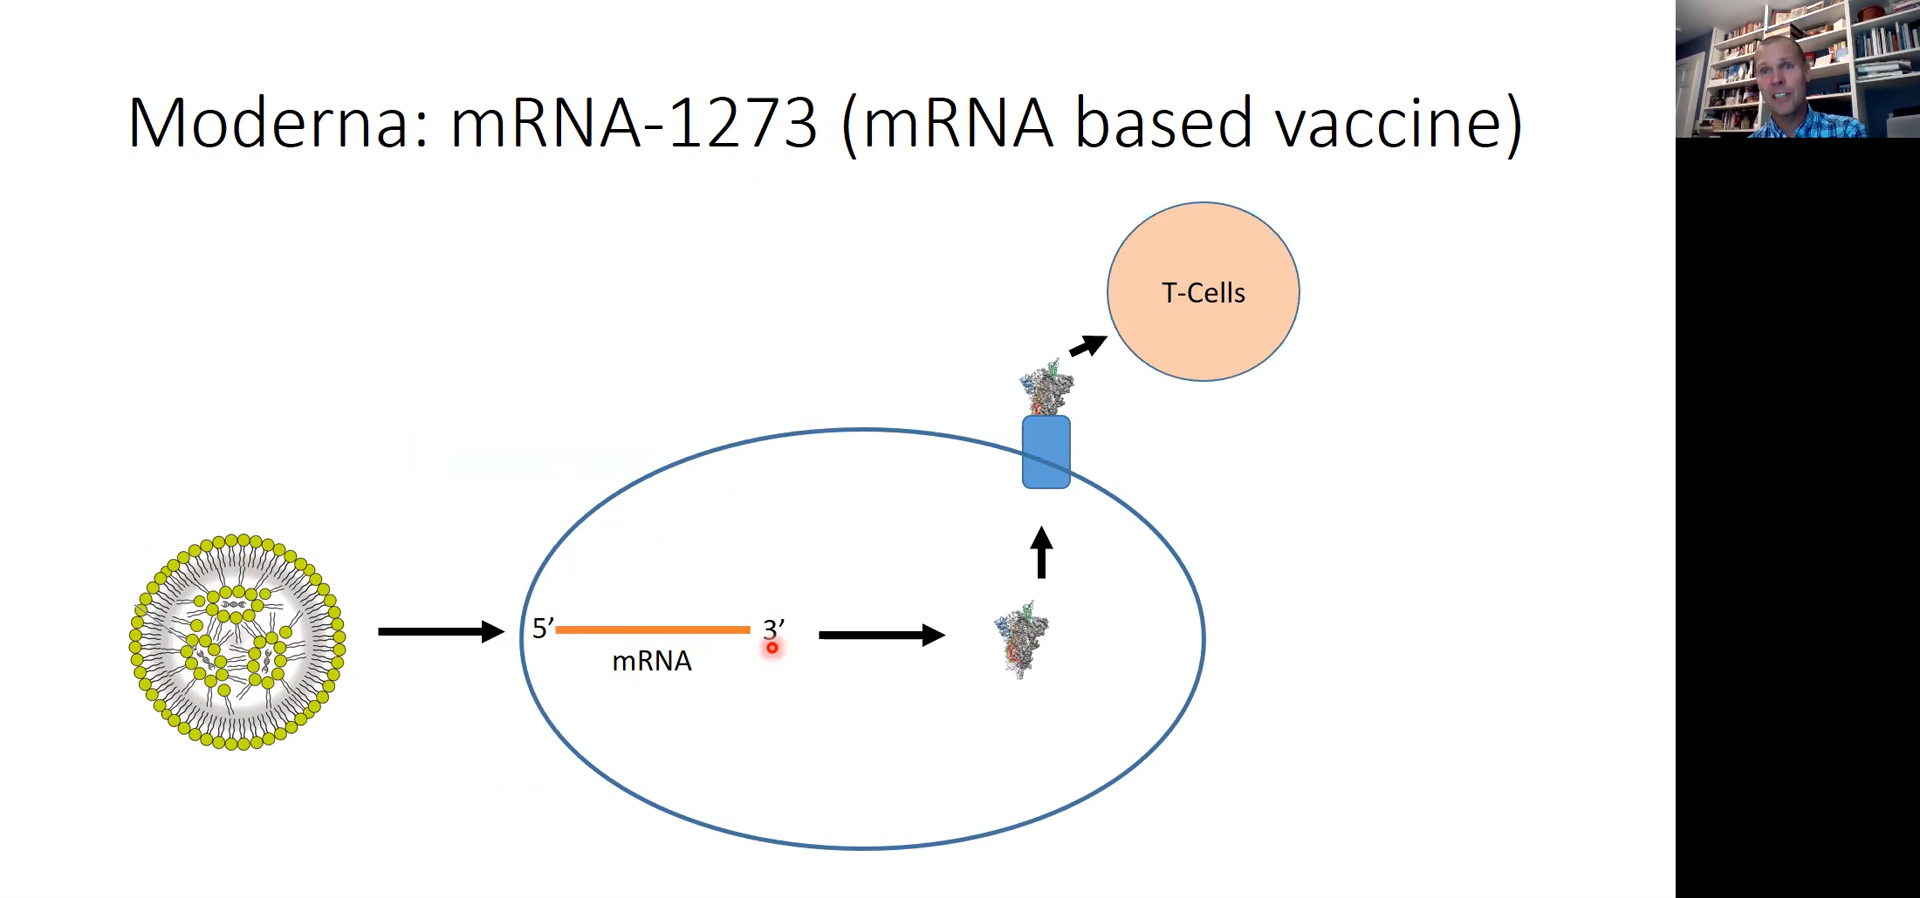 Moderna: mRNA-1273 (mRNA based vaccine)
T-Cells
5’ 3’
mRNA